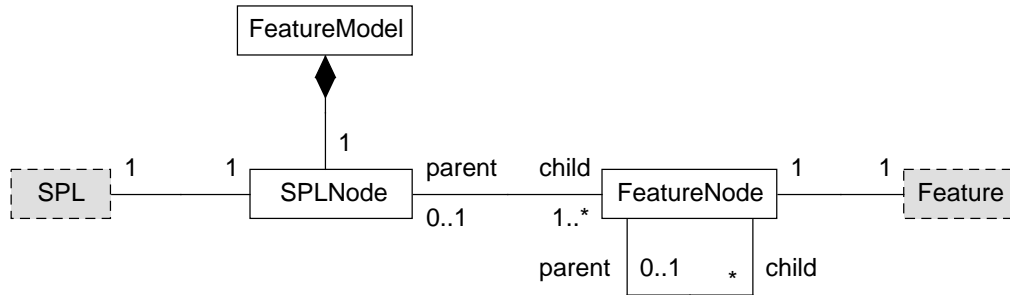 FeatureModel
1
1 1 parent child 1 1
SPL SPLNode FeatureNode Feature
0..1 1..*
parent 0..1 * child